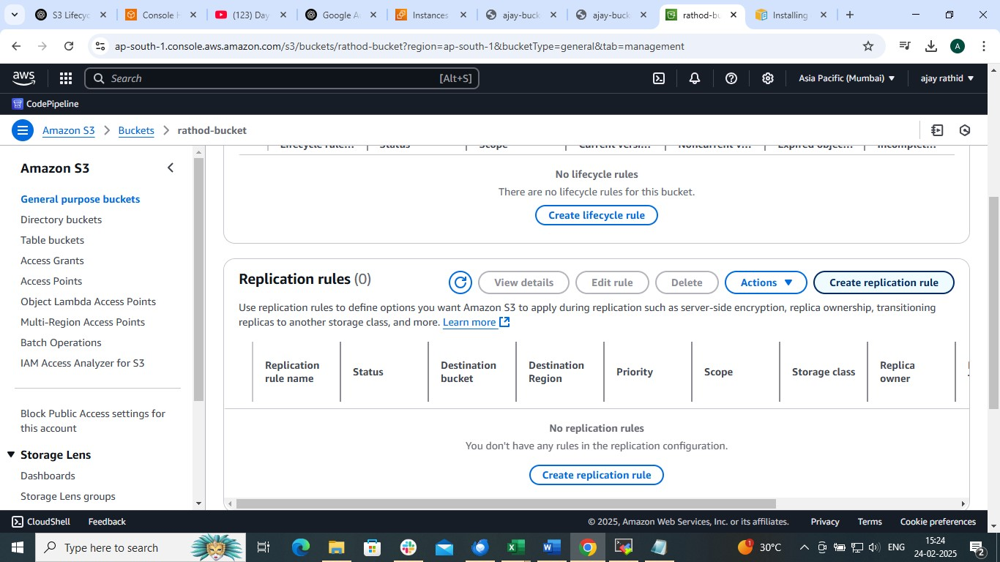 S3 Lifecyc
Console H
(123) Day
Google A
Instances
ajay-buck
ajay-buck
rathod-bu
Installing
ap-south-1.console.aws.amazon.com/s3/buckets/rathod-bucket?region=ap-south-1&bucketType=general&tab=management
A
aws
Search
[Alt+S]
Asia Pacific (Mumbai)
ajay rathid
CodePipeline
Amazon S3
Buckets
rathod-bucket
Amazon S3
General purpose buckets
Directory buckets
Table buckets
Access Grants
Access Points
Object Lambda Access Points
Multi-Region Access Points
Batch Operations
IAM Access Analyzer for S3
Block Public Access settings for
this account
Storage Lens
Dashboards
Storage Lens groups
Lifecycle rule...
Status
Scope
Current versi...
Noncurrent v...
Expired objec...
Incomplet...
No lifecycle rules
There are no lifecycle rules for this bucket.
Create lifecycle rule
Replication rules (0)
View details
Edit rule
Delete
Actions
Create replication rule
Use replication rules to define options you want Amazon S3 to apply during replication such as server-side encryption, replica ownership, transitioning
replicas to another storage class, and more. Learn more
Replication
rule name
Status
Destination
bucket
Destination
Region
Priority
Scope
Storage class
Replica
owner
No replication rules
You don't have any rules in the replication configuration.
Create replication rule
CloudShell
Feedback
© 2025, Amazon Web Services, Inc. or its affiliates.
Privacy
Terms
Cookie preferences
Type here to search
1
30°C
ENG
15:24
24-02-2025
2